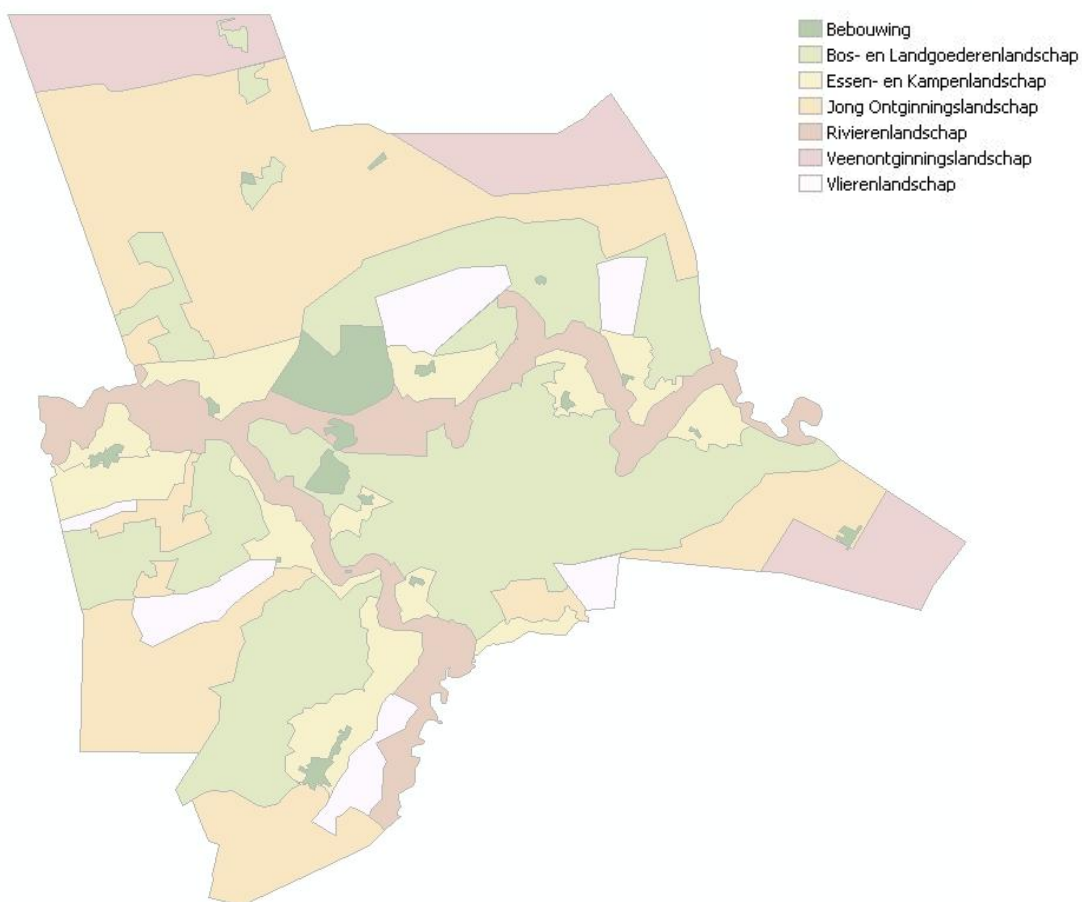 Bebouwing
Bos- en Landgoederenlandschap
Essen- en Kampenlandschap
Jong Ontginningslandschap
Rivierenlandschap
Veenontginningslandschap
Vlierenlandschap